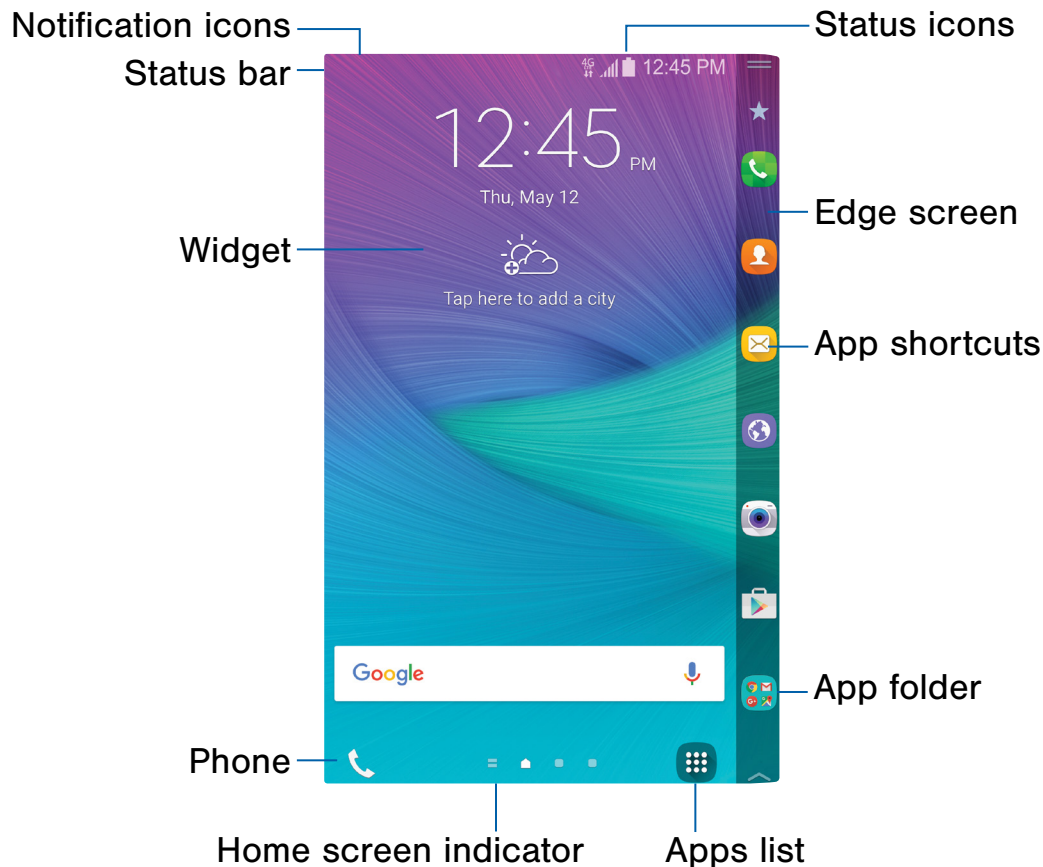 Notification icons
Status icons
Status bar
4G
12:45 PM
12:45 PM
Thu, May 12
Edge screen
Widget
Tap here to add a city
App shortcuts
Google
App folder
Phone
Home screen indicator
Apps list